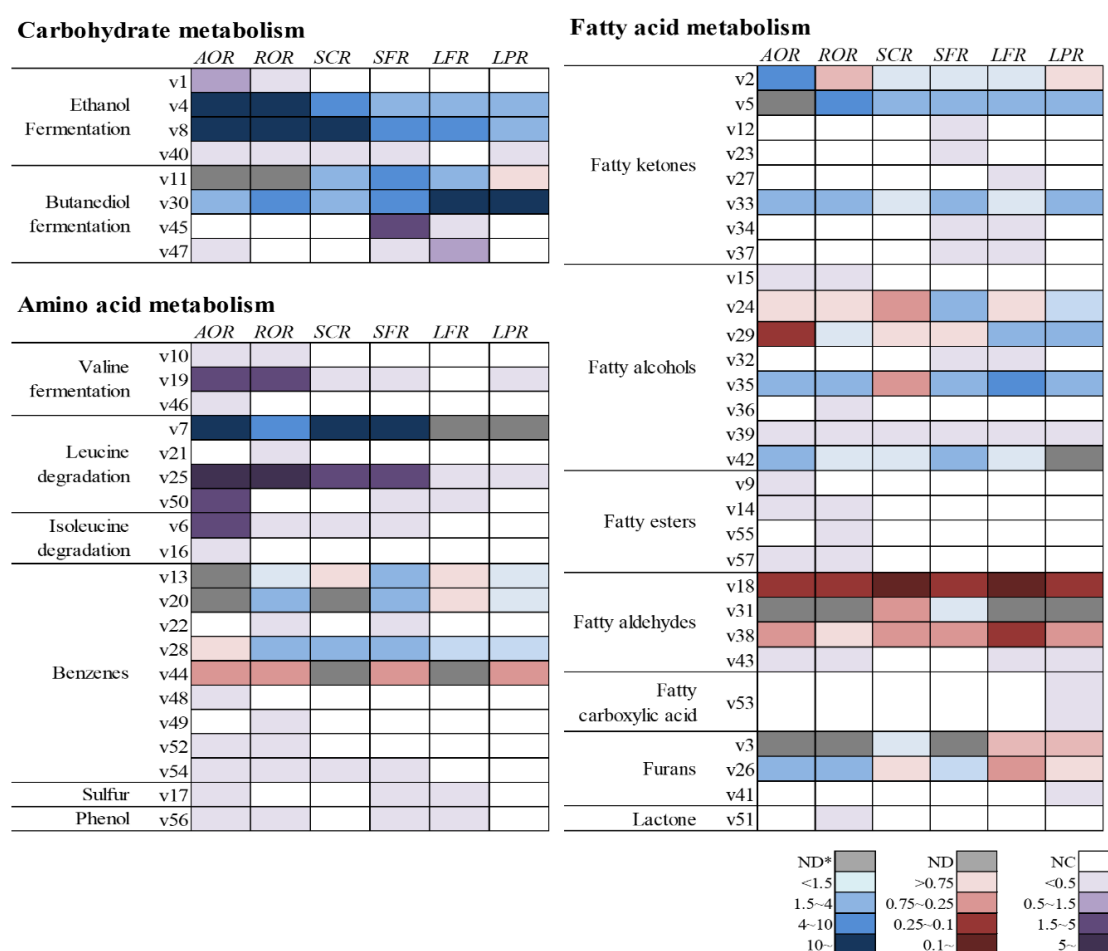 Carbohydrate metabolism
AOR ROR SCR SFR LFR LPR
Ethanol
Fermentation
v1
v4
v8
v40
Butanediol
fermentation
v11
v30
v45
v47
Amino acid metabolism
AOR ROR SCR SFR LFR LPR
Valine
fermentation
v10
v19
v46
Leucine
degradation
v7
v21
v25
v50
Isoleucine
degradation
v6
v16
Benzenes
v13
v20
v22
v28
v44
v48
v49
v52
v54
Sulfur v17
Phenol v56
Fatty acid metabolism
AOR ROR SCR SFR LFR LPR
Fatty ketones
v2
v5
v12
v23
v27
v33
v34
v37
Fatty alcohols
v15
v24
v29
v32
v35
v36
v39
v42
Fatty esters
v9
v14
v55
v57
Fatty aldehydes
v18
v31
v38
v43
Fatty
carboxylic acid
v53
Furans
v3
v26
v41
Lactone v51
ND* ND NC
<1.5 >0.75 <0.5
1.5~4 0.75~0.25 0.5~1.5
4~10 0.25~0.1 1.5~5
10~ 0.1~ 5~